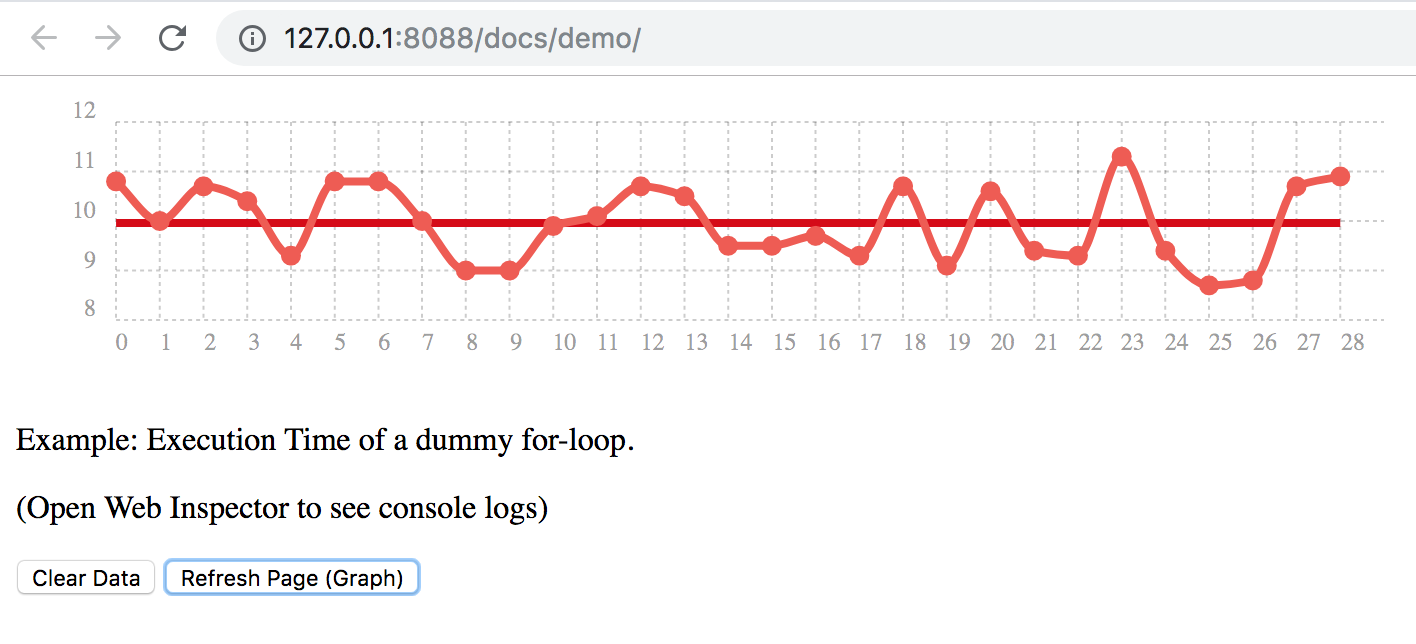 127.0.0.1:8088/docs/demo/
12
11
10
9
8
0 1 2 3 4 5 6 7 8 9 10 11 12 13 14 15 16 17 18 19 20 21 22 23 24 25 26 27 28
Example: Execution Time of a dummy for-loop.
(Open Web Inspector to see console logs)
Clear Data Refresh Page (Graph)